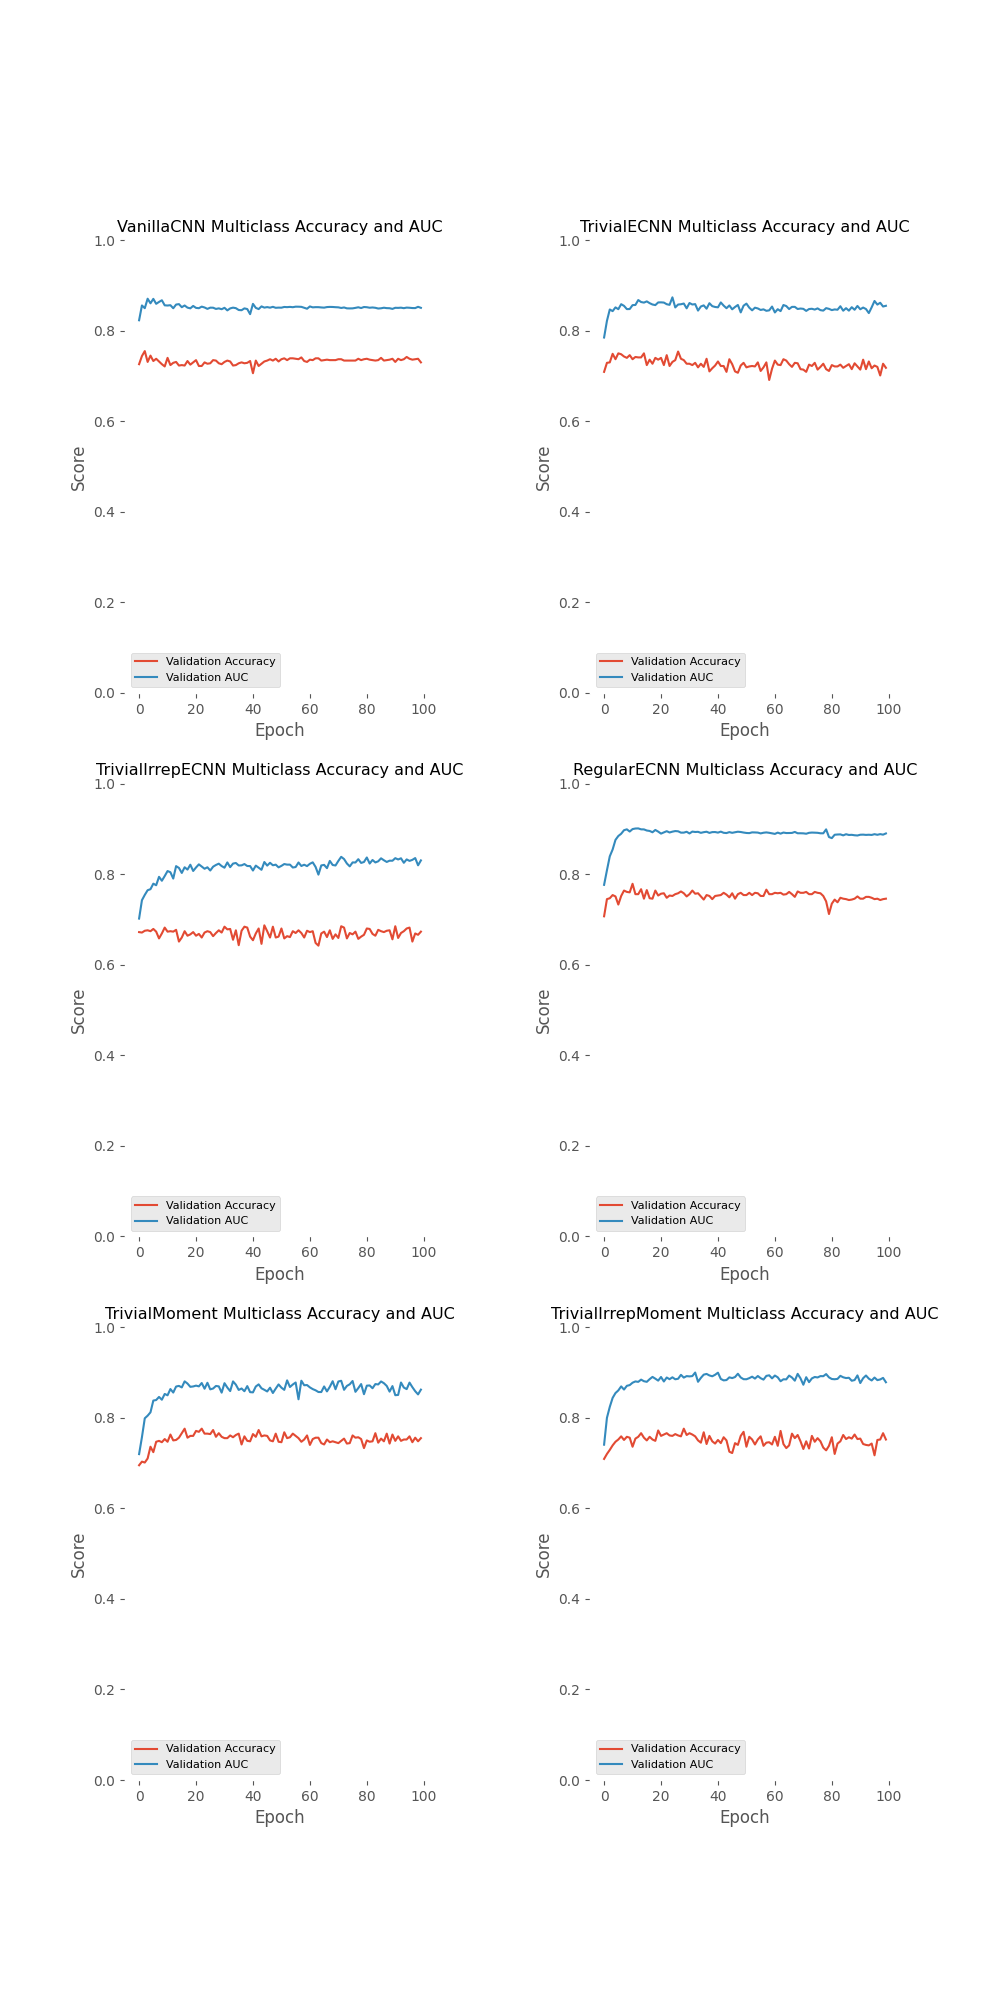 VanillaCNN Multiclass Accuracy and AUC
1.0
0.8
0.6
0.4
0.2
0.0
Score
Validation Accuracy
Validation AUC
0 20 40 60 80 100
Epoch
TrivialECNN Multiclass Accuracy and AUC
1.0
0.8
0.6
0.4
0.2
0.0
Score
Validation Accuracy
Validation AUC
0 20 40 60 80 100
Epoch
TrivialIrrepECNN Multiclass Accuracy and AUC
1.0
0.8
0.6
0.4
0.2
0.0
Score
Validation Accuracy
Validation AUC
0 20 40 60 80 100
Epoch
RegularECNN Multiclass Accuracy and AUC
1.0
0.8
0.6
0.4
0.2
0.0
Score
Validation Accuracy
Validation AUC
0 20 40 60 80 100
Epoch
TrivialMoment Multiclass Accuracy and AUC
1.0
0.8
0.6
0.4
0.2
0.0
Score
Validation Accuracy
Validation AUC
0 20 40 60 80 100
Epoch
TrivialIrrepMoment Multiclass Accuracy and AUC
1.0
0.8
0.6
0.4
0.2
0.0
Score
Validation Accuracy
Validation AUC
0 20 40 60 80 100
Epoch